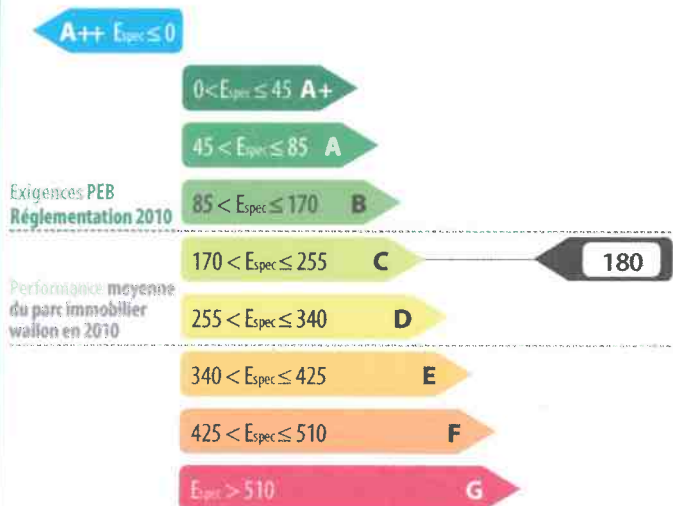 A++ Espec ≤ 0
0 < Espec ≤ 45 A+
45 < Espec ≤ 85 A
Exigences PEB
Réglementation 2010
85 < Espec ≤ 170 B
170 < Espec ≤ 255 C
180
Performance moyenne
du parc immobilier
wallon en 2010
255 < Espec ≤ 340 D
340 < Espec ≤ 425 E
425 < Espec ≤ 510 F
Espec > 510 G